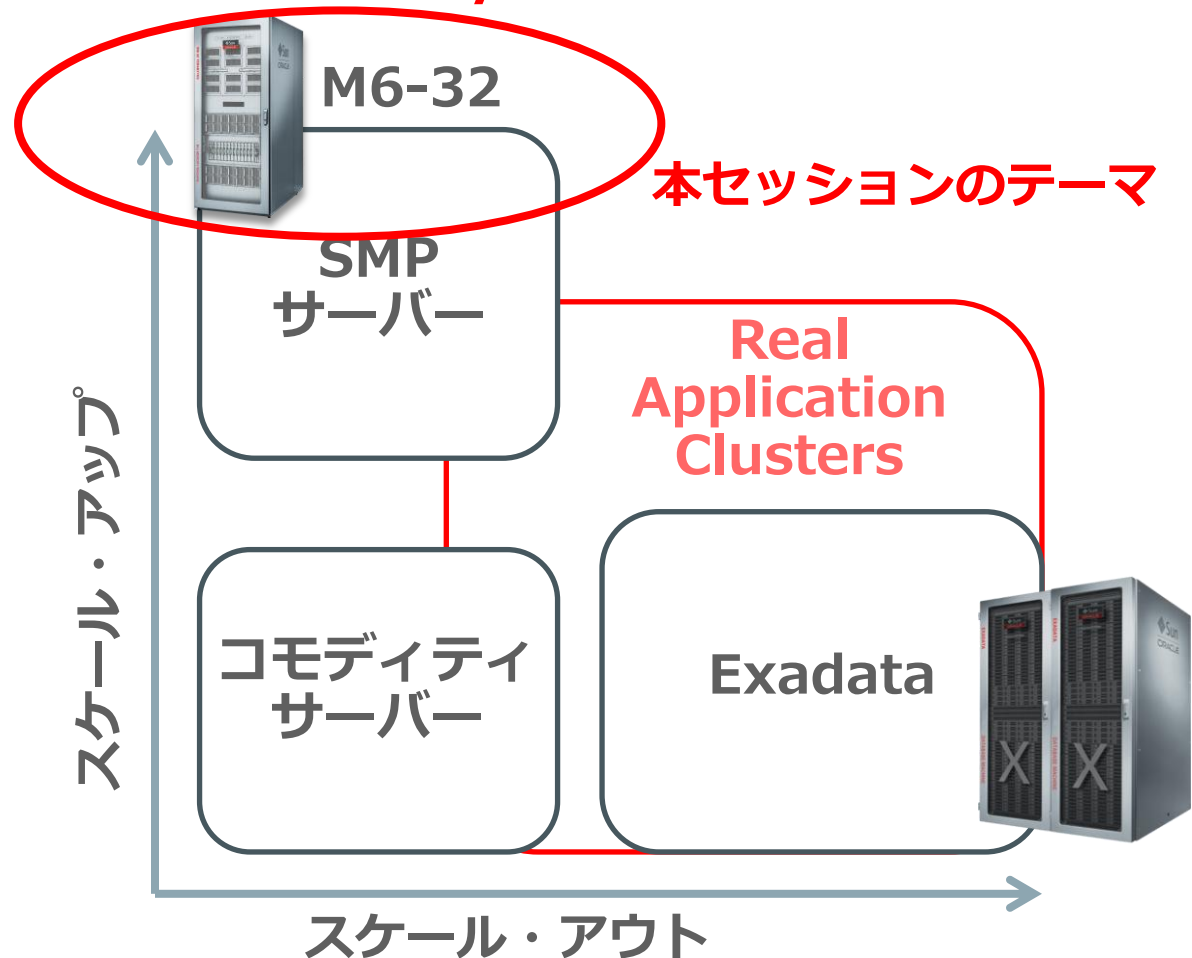 M6-32
本セッションのテーマ
SMP
サーバー
Real
Application
Clusters
スケール・アップ
コモディティ
サーバー
Exadata
Sun
ORACLE
X
X
スケール・アウト